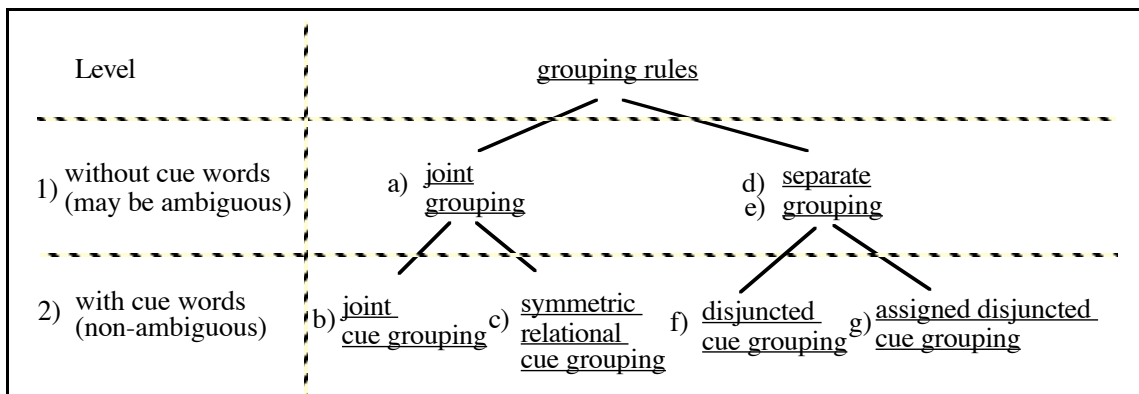 Level
grouping rules
1) without cue words
(may be ambiguous)
a) joint
grouping
d) separate
e) grouping
2) with cue words
(non-ambiguous)
b) joint
cue grouping
c) symmetric
relational
cue grouping
f) disjuncted
cue grouping
g) assigned disjuncted
cue grouping